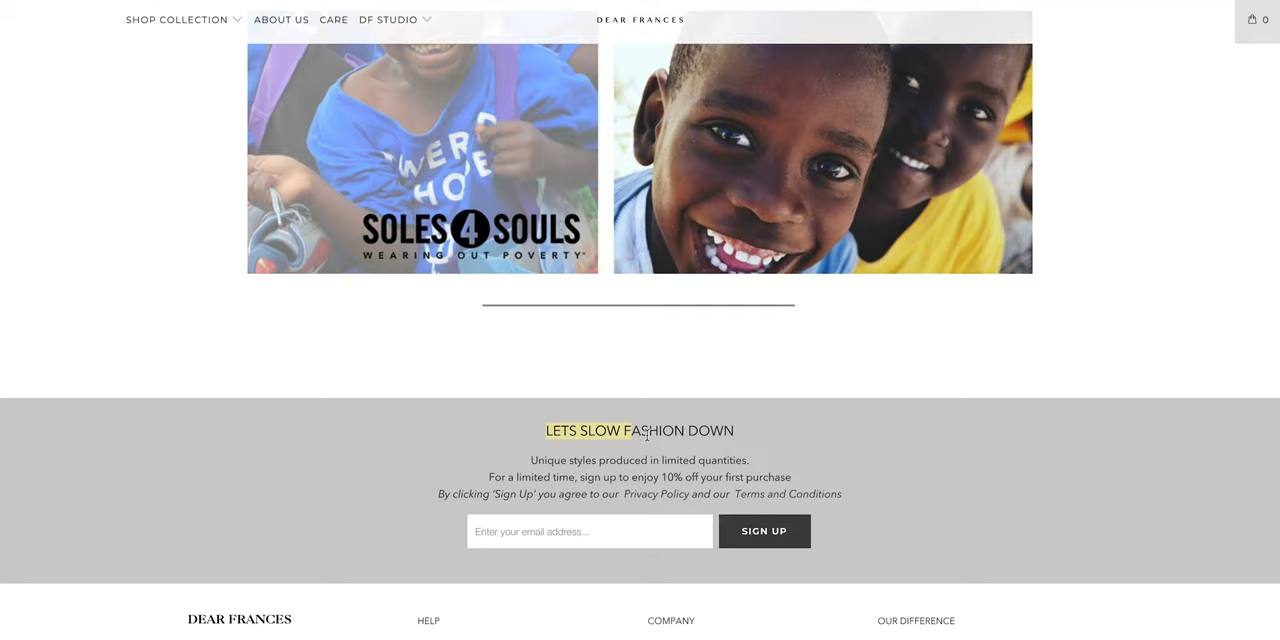 SHOP COLLECTION ABOUT US CARE DF STUDIO DEAR FRANCES 0
WERD
HO
SOLES 4 SOULS
WEARING OUT POVERTY®
LETS SLOW FASHION DOWN
Unique styles produced in limited quantities.
For a limited time, sign up to enjoy 10% off your first purchase
By clicking 'Sign Up' you agree to our Privacy Policy and our Terms and Conditions
Enter your email address... SIGN UP
DEAR FRANCES HELP COMPANY OUR DIFFERENCE